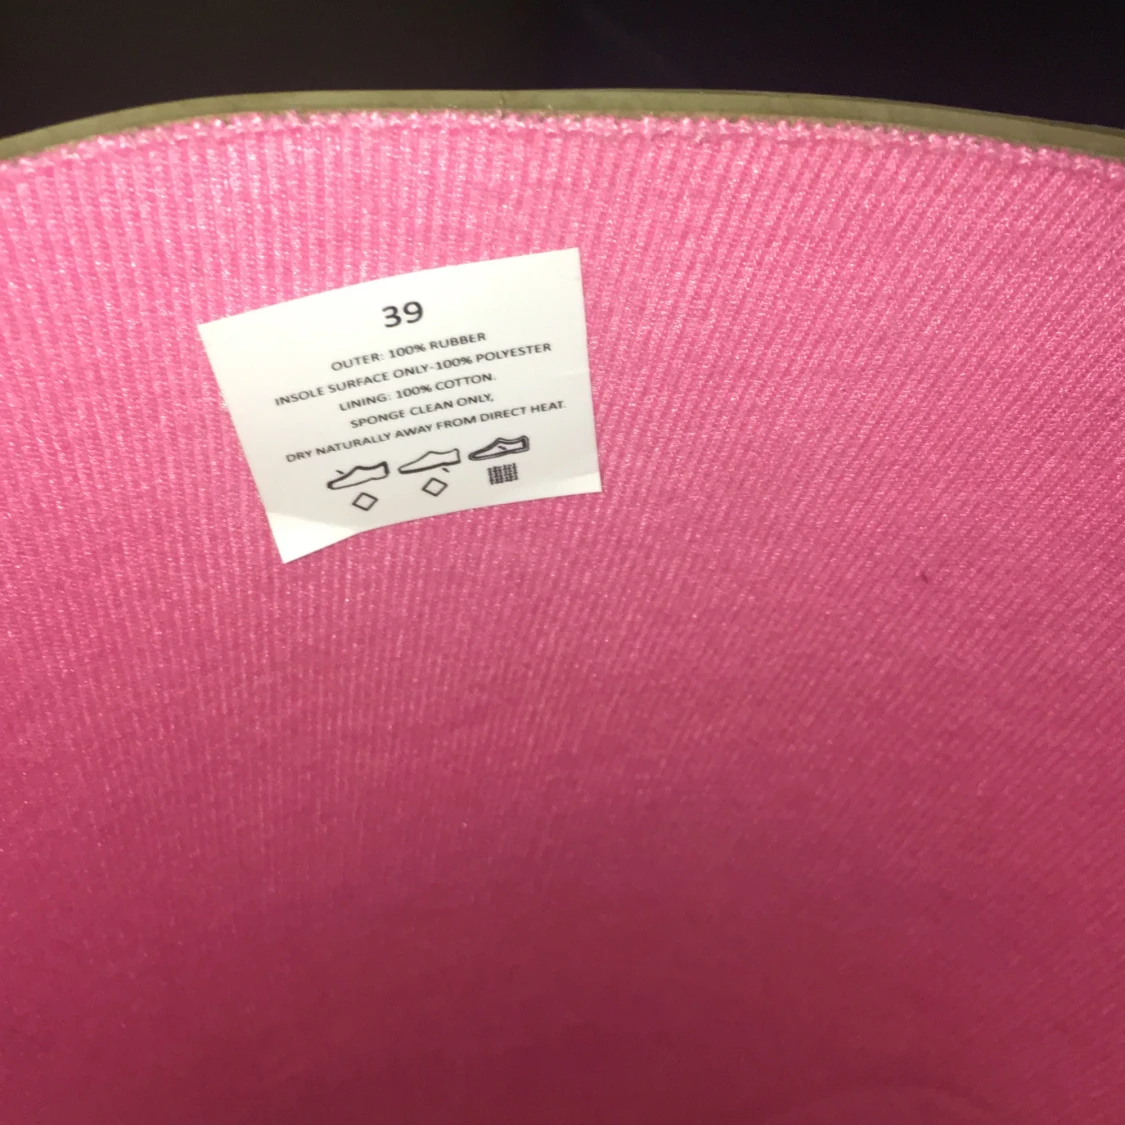 39
OUTER: 100% RUBBER
INSOLE SURFACE ONLY-100% POLYESTER
LINING: 100% COTTON.
SPONGE CLEAN ONLY,
DRY NATURALLY AWAY FROM DIRECT HEAT.